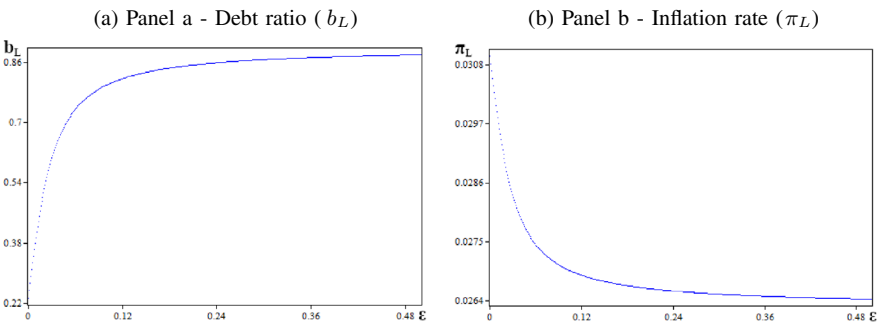 (a) Panel a - Debt ratio ( b_L)
b_L
0.86
0.7
0.54
0.38
0.22
0 0.12 0.24 0.36 0.48 ε
(b) Panel b - Inflation rate (π_L)
π_L
0.0308
0.0297
0.0286
0.0275
0.0264
0 0.12 0.24 0.36 0.48 ε